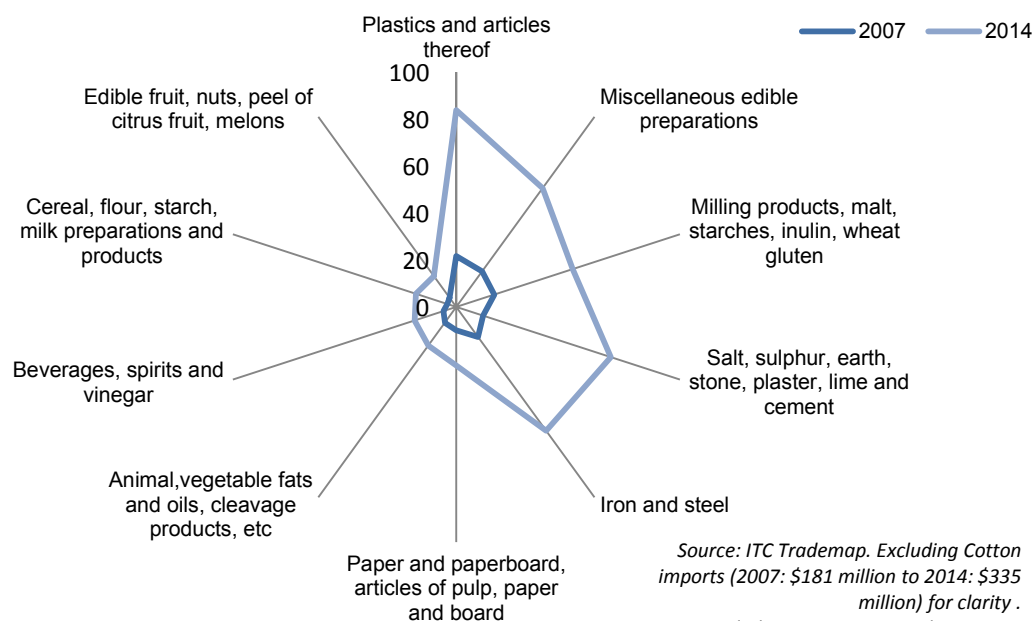 Plastics and articles
thereof
2007
2014
100
80
60
40
20
0
Miscellaneous edible
preparations
Milling products, malt,
starches, inulin, wheat
gluten
Salt, sulphur, earth,
stone, plaster, lime and
cement
Iron and steel
Paper and paperboard,
articles of pulp, paper
and board
Animal,vegetable fats
and oils, cleavage
products, etc
Beverages, spirits and
vinegar
Cereal, flour, starch,
milk preparations and
products
Edible fruit, nuts, peel of
citrus fruit, melons
Source: ITC Trademap. Excluding Cotton
imports (2007: $181 million to 2014: $335
million) for clarity .